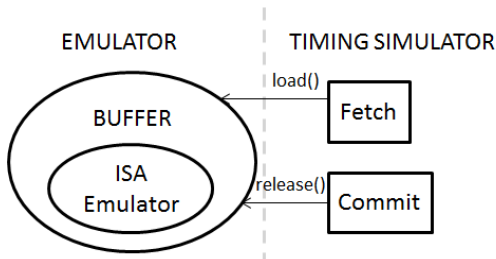 EMULATOR
TIMING SIMULATOR
load()
Fetch
BUFFER
ISA
Emulator
release()
Commit